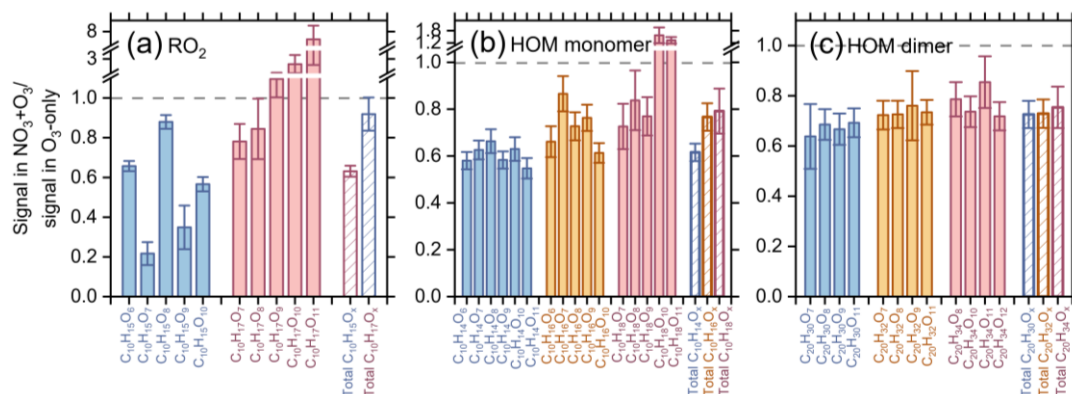 Signal in NO₃+O₃/
signal in O₃-only
(a) RO₂
8
3
1.0
0.8
0.6
0.4
0.2
0.0
C₁₀H₁₅O₆
C₁₀H₁₅O₇
C₁₀H₁₅O₈
C₁₀H₁₅O₉
C₁₀H₁₅O₁₀
C₁₀H₁₇O₇
C₁₀H₁₇O₈
C₁₀H₁₇O₉
C₁₀H₁₇O₁₀
C₁₀H₁₇O₁₁
Total C₁₀H₁₅Oₓ
Total C₁₀H₁₇Oₓ
(b) HOM monomer
1.8
1.2
1.0
0.8
0.6
0.4
0.2
0.0
C₁₀H₁₄O₆
C₁₀H₁₄O₇
C₁₀H₁₄O₈
C₁₀H₁₄O₉
C₁₀H₁₄O₁₀
C₁₀H₁₄O₁₁
C₁₀H₁₆O₆
C₁₀H₁₆O₇
C₁₀H₁₆O₈
C₁₀H₁₆O₉
C₁₀H₁₆O₁₀
C₁₀H₁₈O₇
C₁₀H₁₈O₈
C₁₀H₁₈O₉
C₁₀H₁₈O₁₀
C₁₀H₁₈O₁₁
Total C₁₀H₁₄Oₓ
Total C₁₀H₁₆Oₓ
Total C₁₀H₁₈Oₓ
(c) HOM dimer
1.0
0.8
0.6
0.4
0.2
0.0
C₂₀H₃₀O₇
C₂₀H₃₀O₈
C₂₀H₃₀O₉
C₂₀H₃₀O₁₁
C₂₀H₃₂O₇
C₂₀H₃₂O₈
C₂₀H₃₂O₉
C₂₀H₃₂O₁₁
C₂₀H₃₄O₈
C₂₀H₃₄O₁₀
C₂₀H₃₄O₁₁
C₂₀H₃₄O₁₂
Total C₂₀H₃₀Oₓ
Total C₂₀H₃₂Oₓ
Total C₂₀H₃₄Oₓ